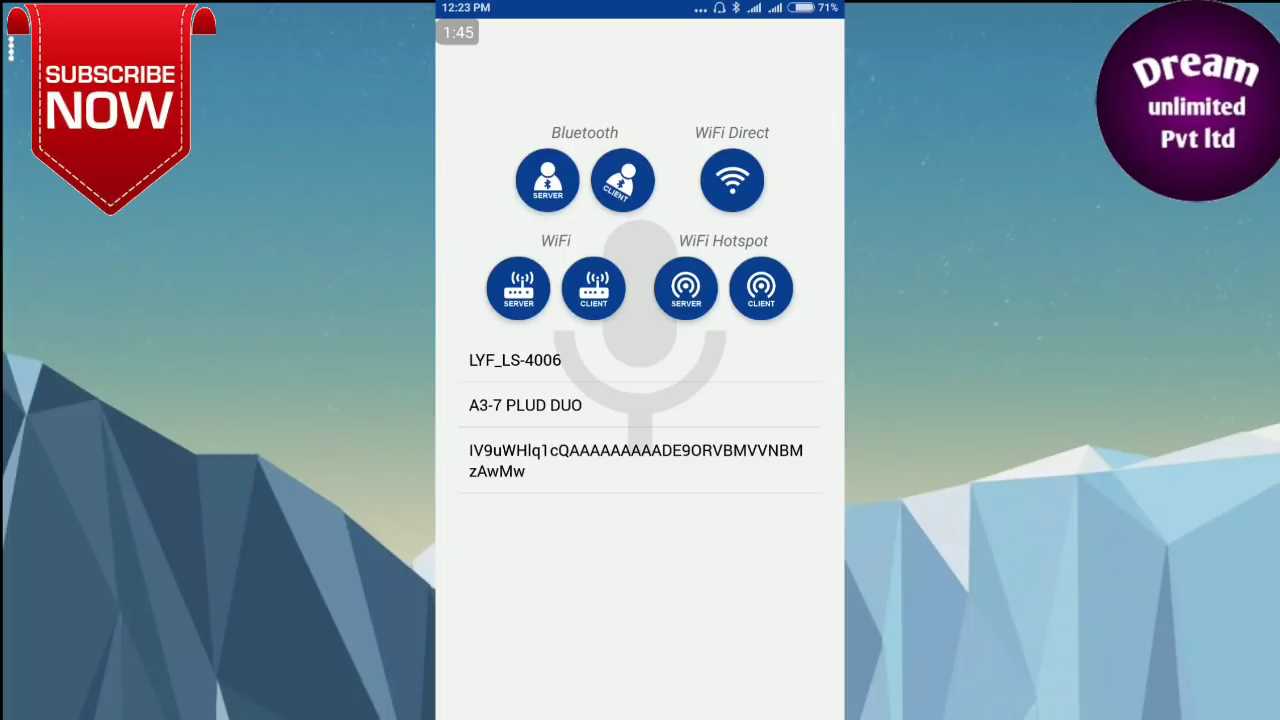 SUBSCRIBE
NOW
12:23 PM
71%
1:45
Dream
unlimited
Pvt ltd
Bluetooth
WiFi Direct
SERVER
CLIENT
WiFi
WiFi Hotspot
SERVER
CLIENT
SERVER
CLIENT
LYF_LS-4006
A3-7 PLUD DUO
IV9uWHlq1cQAAAAAAAAADE9ORVBMVVNBM
zAwMw